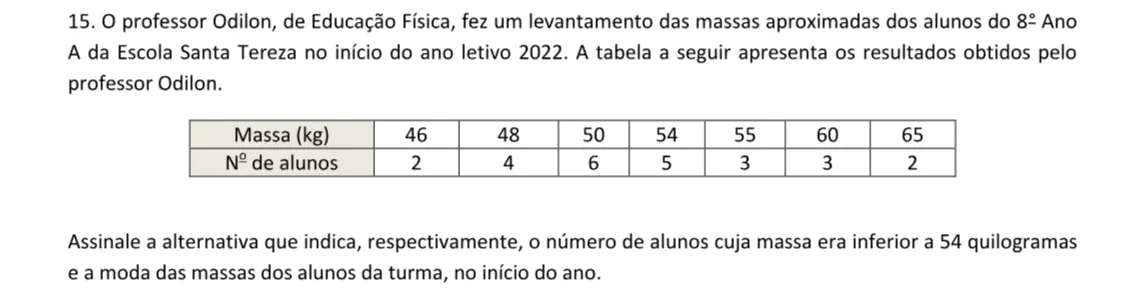 15. O professor Odilon, de Educação Física, fez um levantamento das massas aproximadas dos alunos do 8º Ano
A da Escola Santa Tereza no início do ano letivo 2022. A tabela a seguir apresenta os resultados obtidos pelo
professor Odilon.
Massa (kg) 46 48 50 54 55 60 65
Nº de alunos 2 4 6 5 3 3 2
Assinale a alternativa que indica, respectivamente, o número de alunos cuja massa era inferior a 54 quilogramas
e a moda das massas dos alunos da turma, no início do ano.